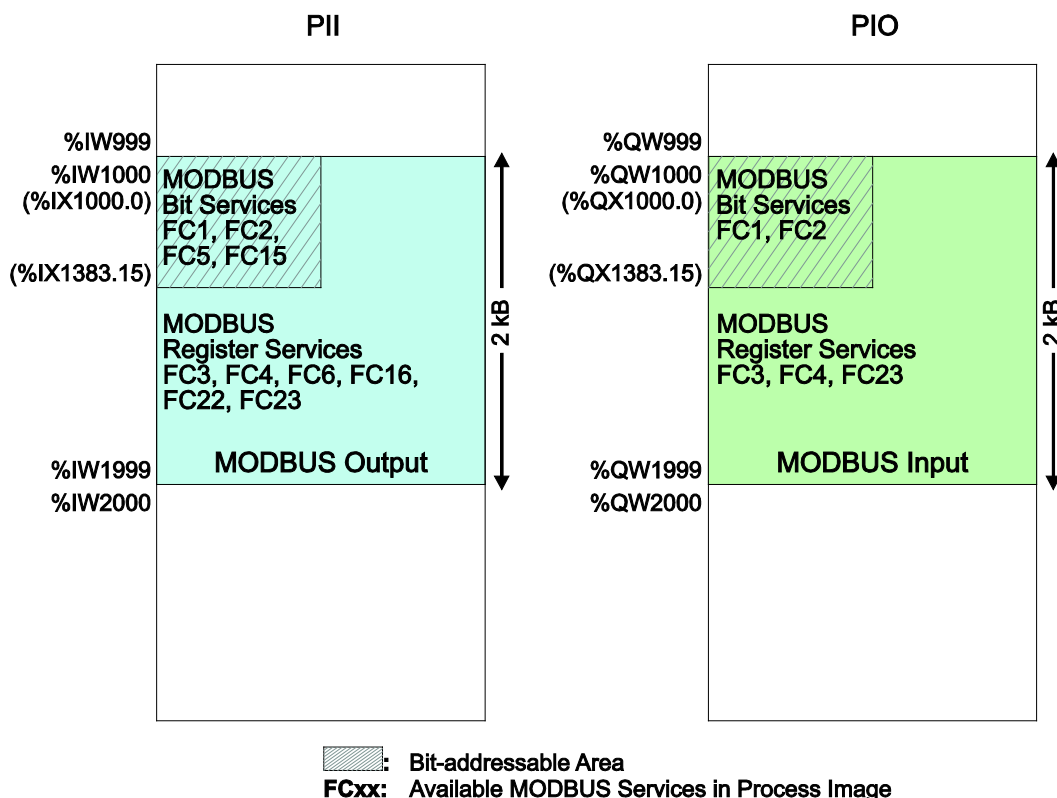 PII
%IW999
%IW1000
(%IX1000.0)
(%IX1383.15)
MODBUS
Bit Services
FC1, FC2,
FC5, FC15
MODBUS
Register Services
FC3, FC4, FC6, FC16,
FC22, FC23
%IW1999
MODBUS Output
%IW2000
2 kB
PIO
%QW999
%QW1000
(%QX1000.0)
(%QX1383.15)
MODBUS
Bit Services
FC1, FC2
MODBUS
Register Services
FC3, FC4, FC23
%QW1999
MODBUS Input
%QW2000
2 kB
: Bit-addressable Area
FCxx: Available MODBUS Services in Process Image